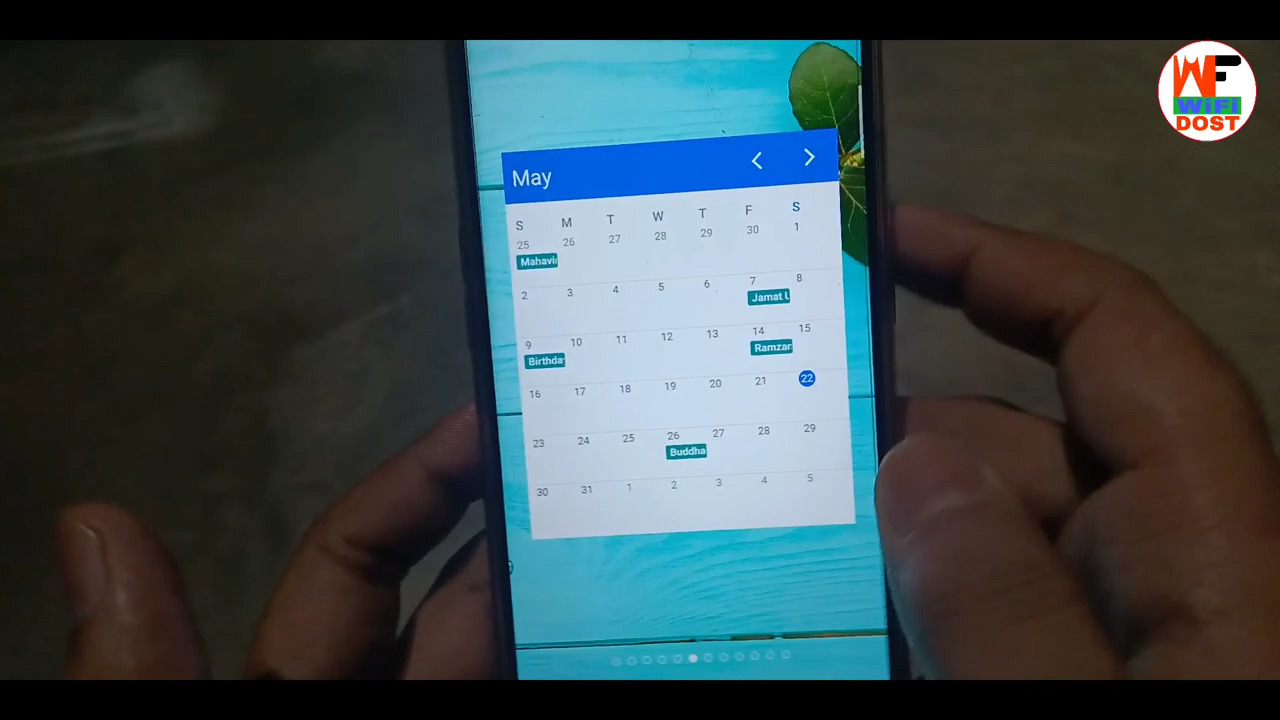 WF
WiFi
DOST
May
S M T W T F S
25 26 27 28 29 30 1
Mahavi
2 3 4 5 6 7 8
Jamat U
9 10 11 12 13 14 15
Birthda Ramzan
16 17 18 19 20 21 22
23 24 25 26 27 28 29
Buddha
30 31 1 2 3 4 5